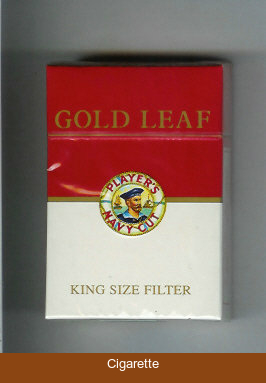 GOLD LEAF
PLAYER'S
NAVY CUT
KING SIZE FILTER
Cigarette